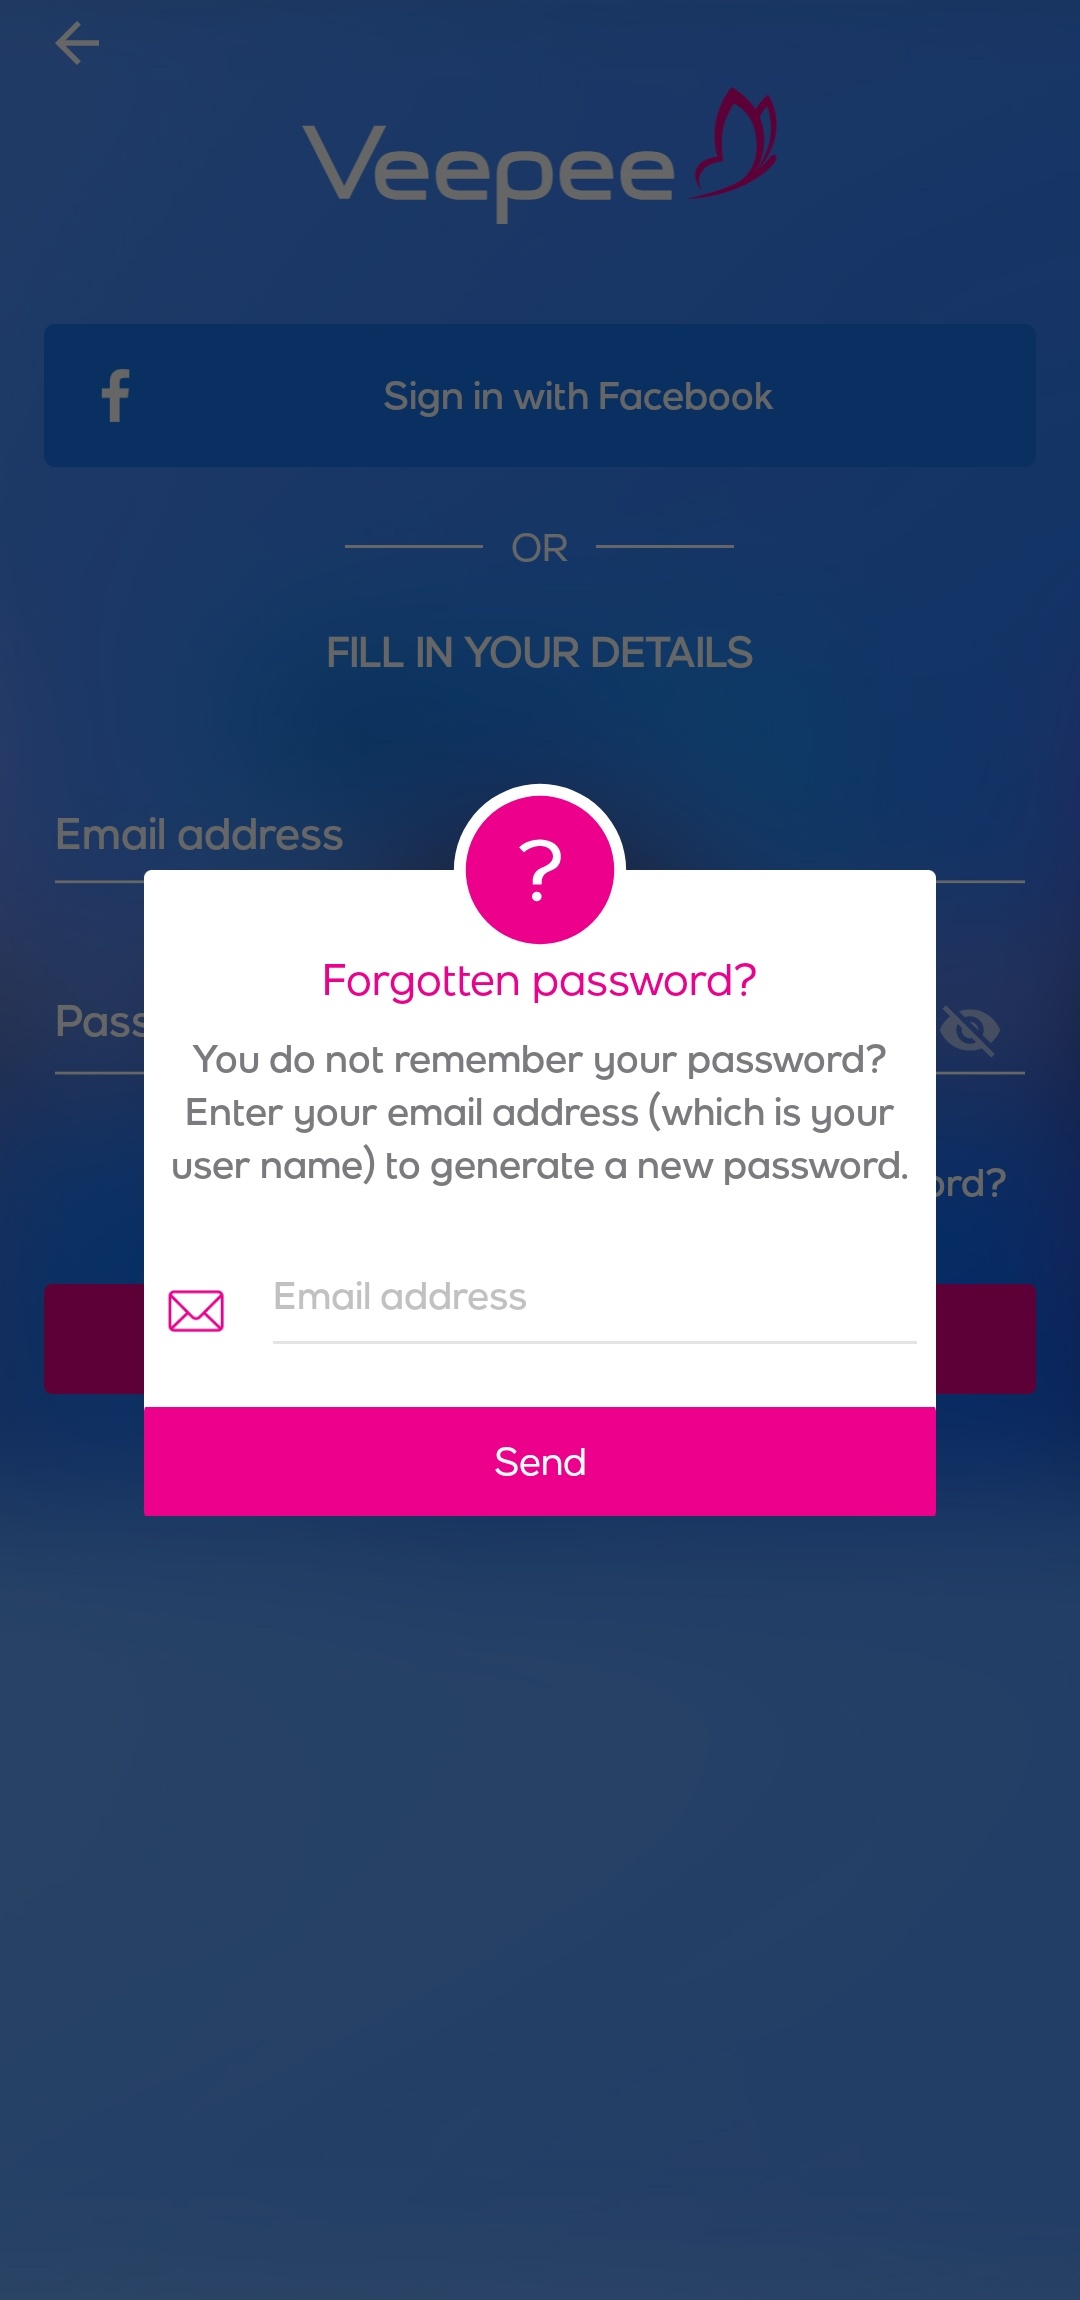 Veepee
Sign in with Facebook
OR
FILL IN YOUR DETAILS
Email address
?
Forgotten password?
Pass
You do not remember your password?
Enter your email address (which is your
user name) to generate a new password.
ord?
Email address
Send